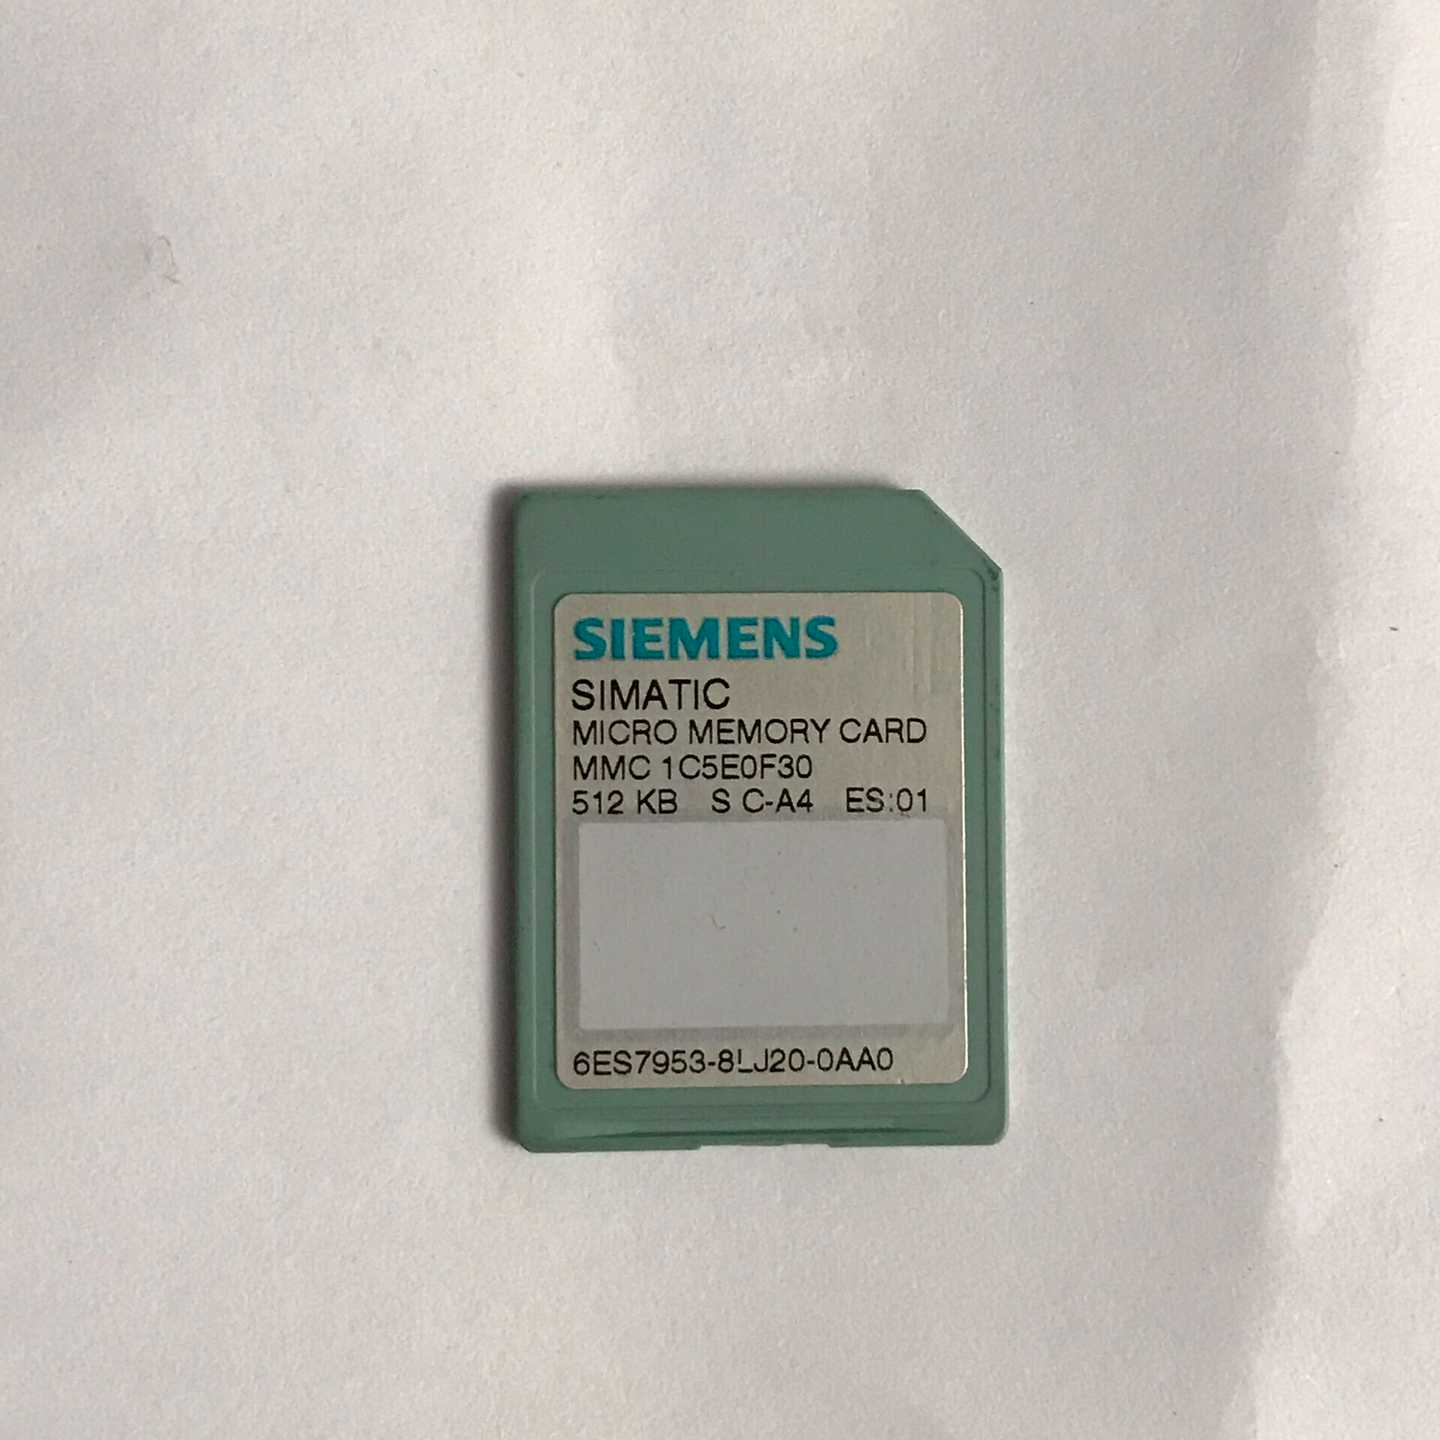 SIEMENS
SIMATIC
MICRO MEMORY CARD
MMC 1C5E0F30
512 KB S C-A4 ES:01
6ES7953-8LJ20-0AA0